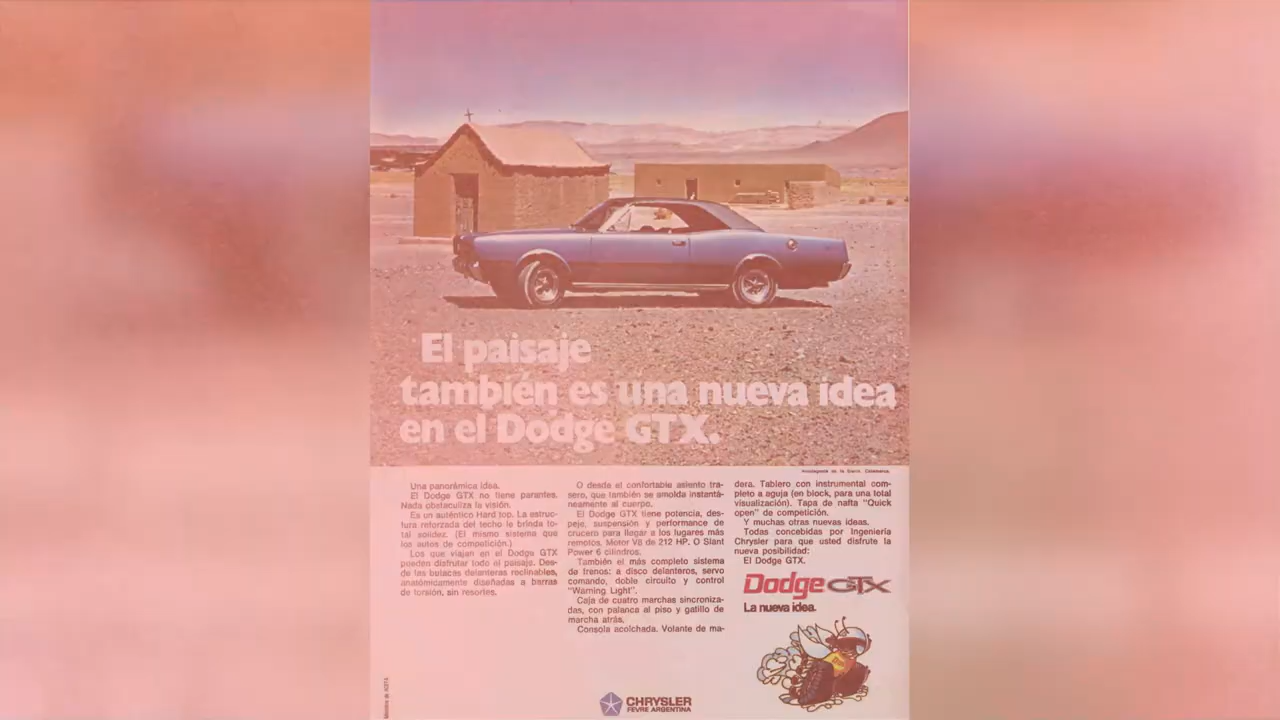 El paisaje
también es una nueva idea
en el Dodge GTX.
Una panorámica idea.
El Dodge GTX no tiene parantes.
Nada obstaculiza la visión.
Es un auténtico Hard top. La estruc-
tura reforzada del techo le brinda to-
tal solidez. (El mismo sistema que
los autos de competición.)
Los que viajan en el Dodge GTX
pueden disfrutar todo el paisaje. Des-
de las butacas delanteras reclinables,
anatómicamente diseñadas a barras
de torsión, sin resortes.
O desde el confortable asiento tra-
sero, que también se amolda instantá-
neamente al cuerpo.
El Dodge GTX tiene potencia, des-
peje, suspensión y performance de
crucero para llegar a los lugares más
remotos. Motor V8 de 212 HP. O Slant
Power 6 cilindros.
También el más completo sistema
de frenos: a disco delanteros, servo
comando, doble circuito y control
"Warning Light".
Caja de cuatro marchas sincroniza-
das, con palanca al piso y gatillo de
marcha atrás.
Consola acolchada. Volante de ma-
dera. Tablero con instrumental com-
pleto a aguja (en block, para una total
visualización). Tapa de nafta "Quick
open" de competición.
Y muchas otras nuevas ideas.
Todas concebidas por Ingeniería
Chrysler para que usted disfrute la
nueva posibilidad:
El Dodge GTX.
Dodge GTX
La nueva idea.
CHRYSLER
FEVRE ARGENTINA